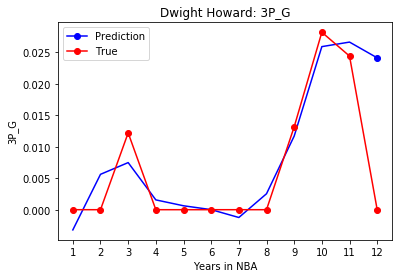 Dwight Howard: 3P_G
Prediction
True
3P_G
0.025
0.020
0.015
0.010
0.005
0.000
1 2 3 4 5 6 7 8 9 10 11 12
Years in NBA